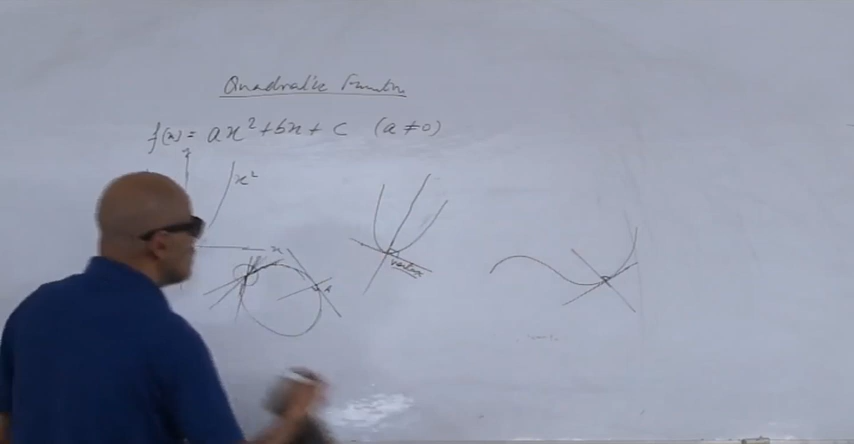 Quadratic Function
f(x) = ax² + bx + c (a ≠ 0)
x²
x
vertex
A